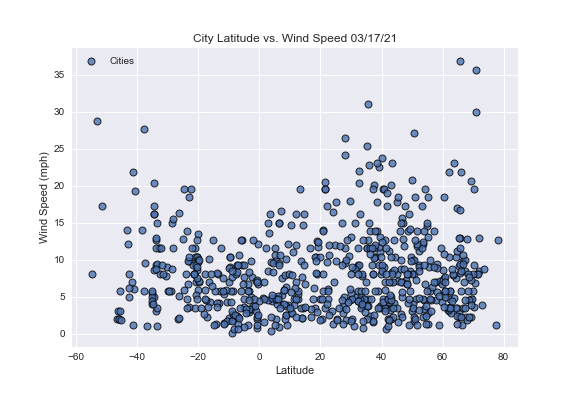 City Latitude vs. Wind Speed 03/17/21
Cities
Wind Speed (mph)
35
30
25
20
15
10
5
0
−60 −40 −20 0 20 40 60 80
Latitude